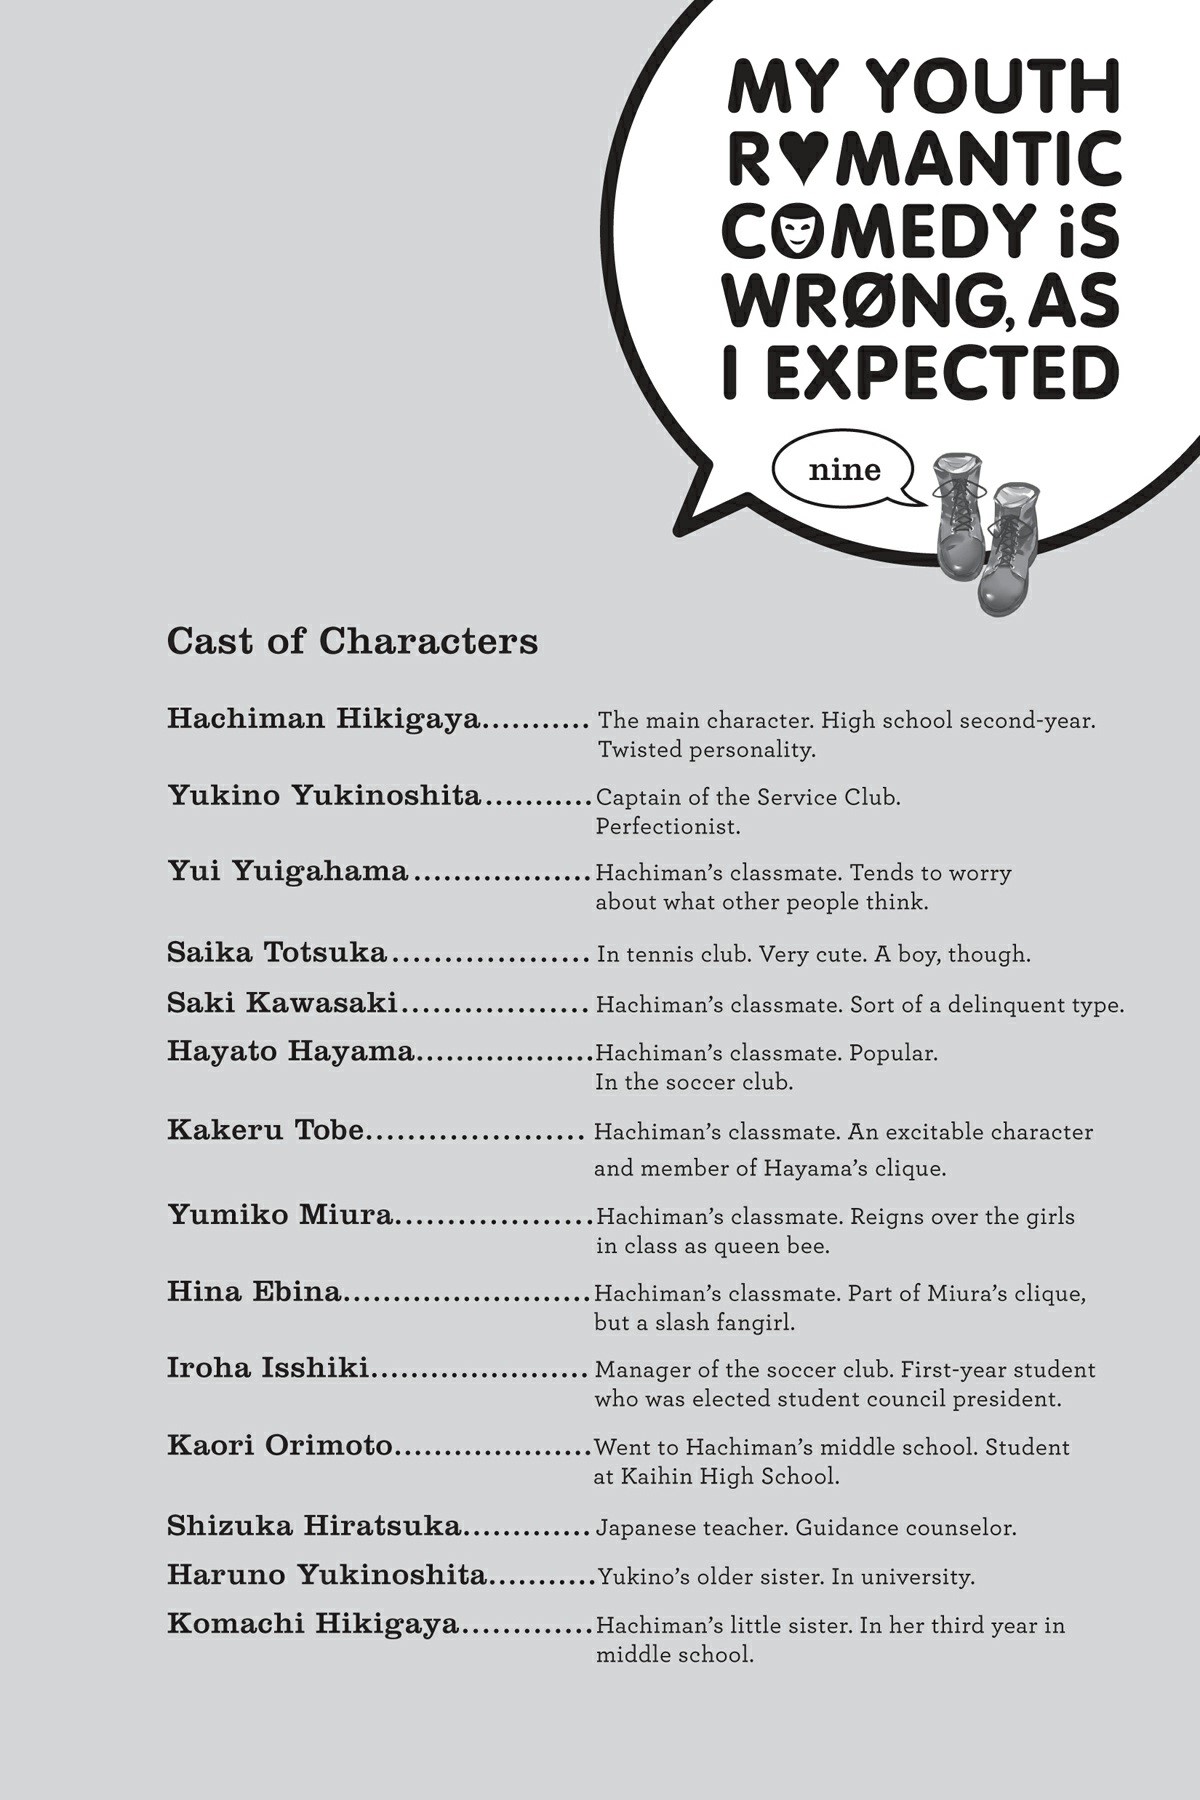 MY YOUTH
R♥MANTIC
COMEDY iS
WRØNG, AS
I EXPECTED
nine
Cast of Characters
Hachiman Hikigaya........... The main character. High school second-year.
Twisted personality.
Yukino Yukinoshita...........Captain of the Service Club.
Perfectionist.
Yui Yuigahama..................Hachiman’s classmate. Tends to worry
about what other people think.
Saika Totsuka................... In tennis club. Very cute. A boy, though.
Saki Kawasaki.................. Hachiman’s classmate. Sort of a delinquent type.
Hayato Hayama.................Hachiman’s classmate. Popular.
In the soccer club.
Kakeru Tobe..................... Hachiman’s classmate. An excitable character
and member of Hayama’s clique.
Yumiko Miura...................Hachiman’s classmate. Reigns over the girls
in class as queen bee.
Hina Ebina........................Hachiman’s classmate. Part of Miura’s clique,
but a slash fangirl.
Iroha Isshiki..................... Manager of the soccer club. First-year student
who was elected student council president.
Kaori Orimoto...................Went to Hachiman’s middle school. Student
at Kaihin High School.
Shizuka Hiratsuka............. Japanese teacher. Guidance counselor.
Haruno Yukinoshita...........Yukino’s older sister. In university.
Komachi Hikigaya.............Hachiman’s little sister. In her third year in
middle school.